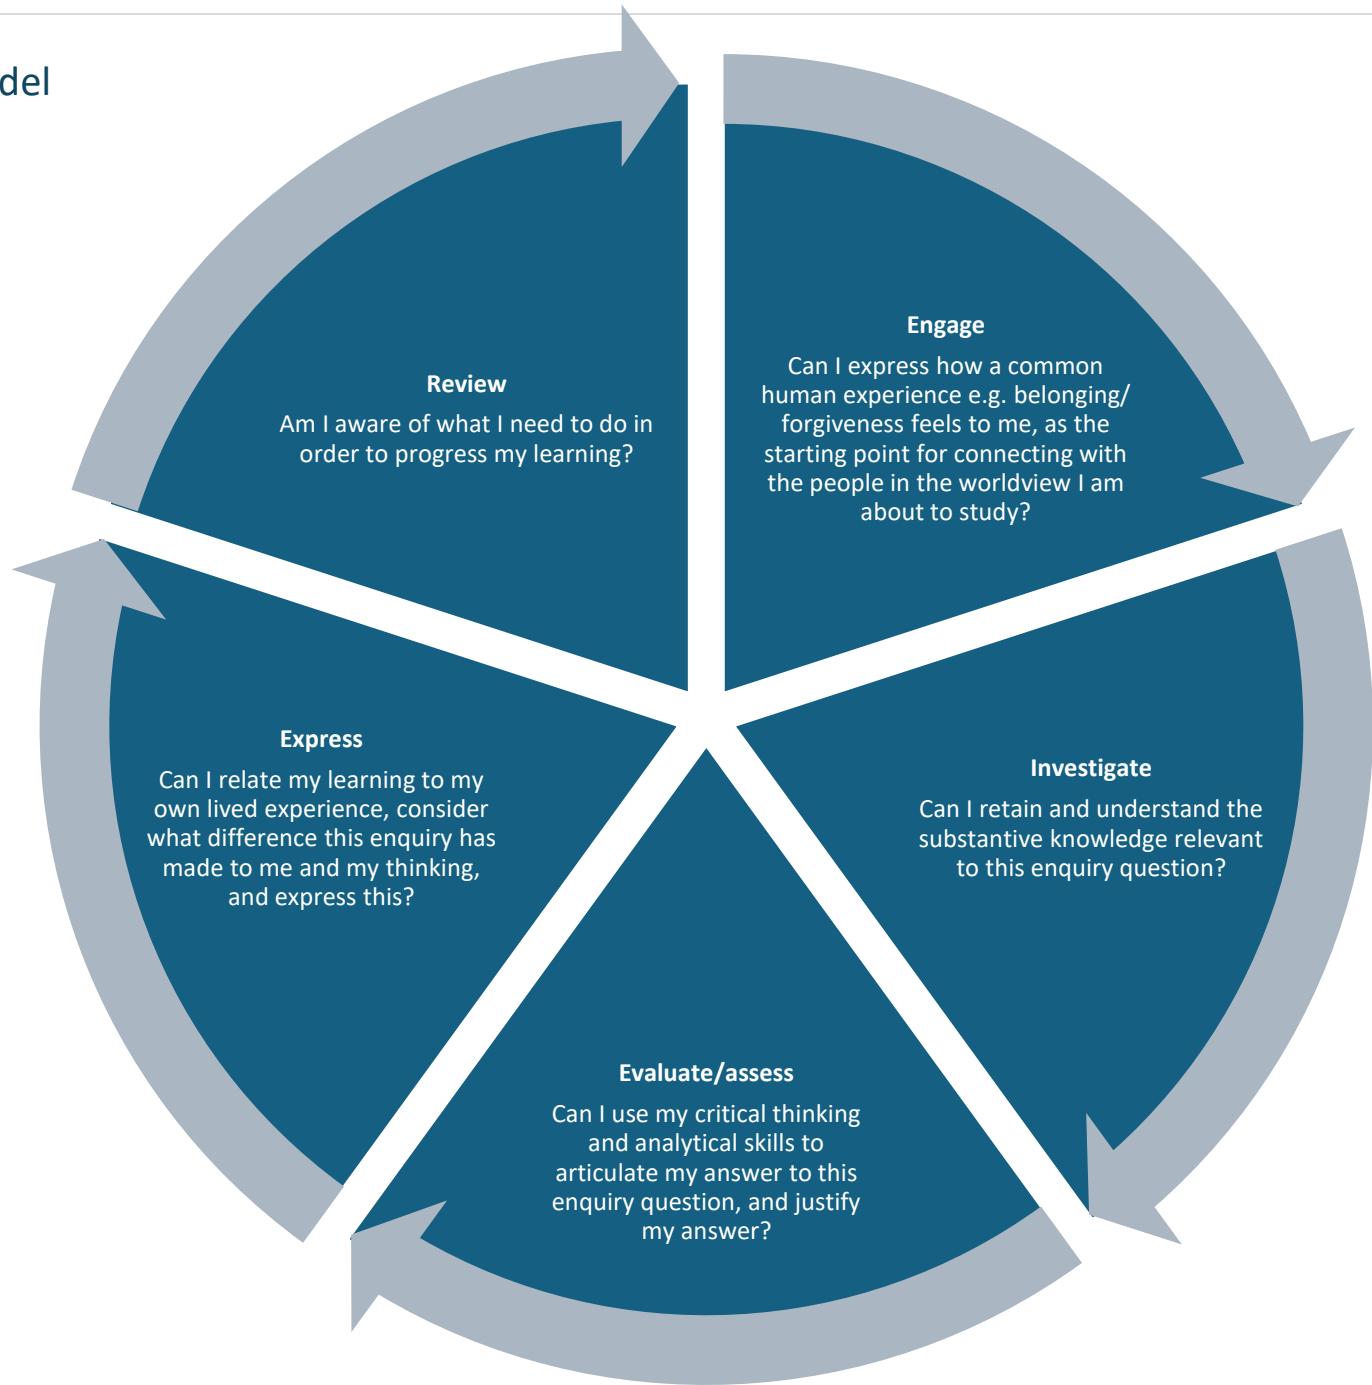 del
Engage
Can I express how a common
human experience e.g. belonging/
forgiveness feels to me, as the
starting point for connecting with
the people in the worldview I am
about to study?
Investigate
Can I retain and understand the
substantive knowledge relevant
to this enquiry question?
Evaluate/assess
Can I use my critical thinking
and analytical skills to
articulate my answer to this
enquiry question, and justify
my answer?
Express
Can I relate my learning to my
own lived experience, consider
what difference this enquiry has
made to me and my thinking,
and express this?
Review
Am I aware of what I need to do in
order to progress my learning?